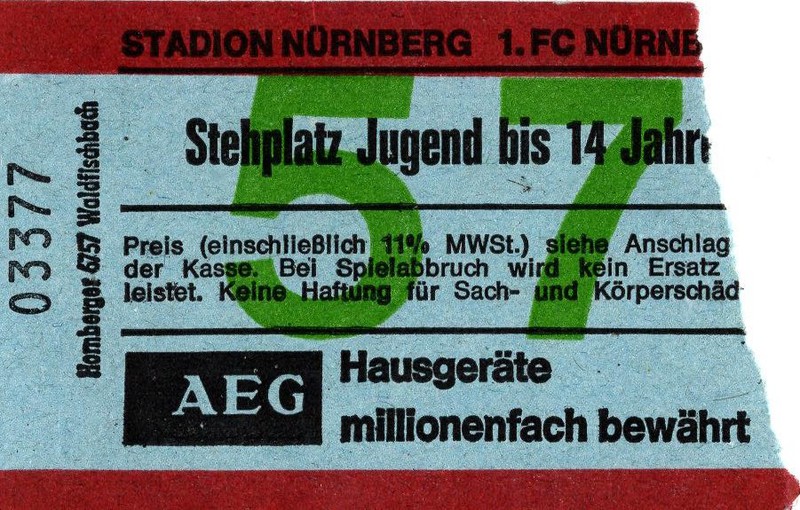 STADION NÜRNBERG 1. FC NÜRNB
57
Stehplatz Jugend bis 14 Jahr
Preis (einschließlich 11% MWSt.) siehe Anschlag
der Kasse. Bei Spielabbruch wird kein Ersatz
leistet. Keine Haftung für Sach- und Körperschäd
AEG
Hausgeräte
millionenfach bewährt
03377
Homberger 6757 Waldfischbach